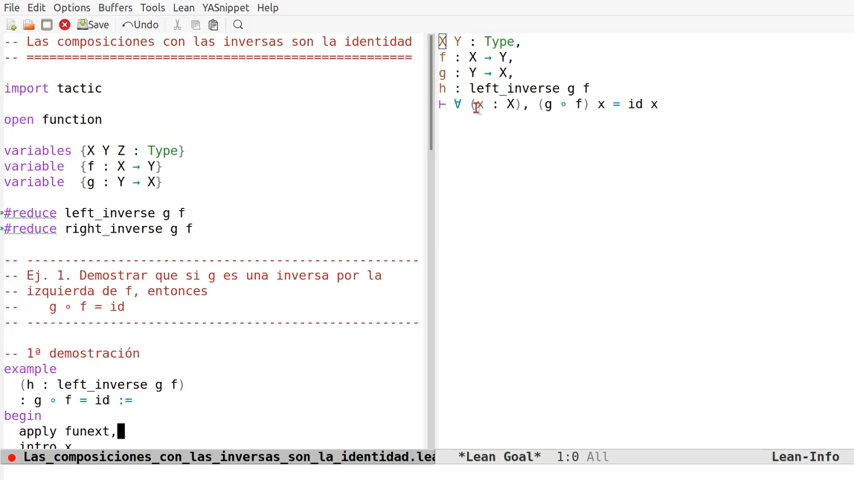 File Edit Options Buffers Tools Lean YASnippet Help
Save Undo
-- Las composiciones con las inversas son la identidad
-- ===================================================
import tactic
open function
variables {X Y Z : Type}
variable  {f : X → Y}
variable  {g : Y → X}
#reduce left_inverse g f
#reduce right_inverse g f
-- ----------------------------------------------------
-- Ej. 1. Demostrar que si g es una inversa por la
-- izquierda de f, entonces
--    g ∘ f = id
-- ----------------------------------------------------
-- 1ª demostración
example
  (h : left_inverse g f)
  : g ∘ f = id :=
begin
  apply funext,
  intro x,
Las_composiciones_con_las_inversas_son_la_identidad.lea
X Y : Type,
f : X → Y,
g : Y → X,
h : left_inverse g f
⊢ ∀ (x : X), (g ∘ f) x = id x
*Lean Goal* 1:0 All Lean-Info